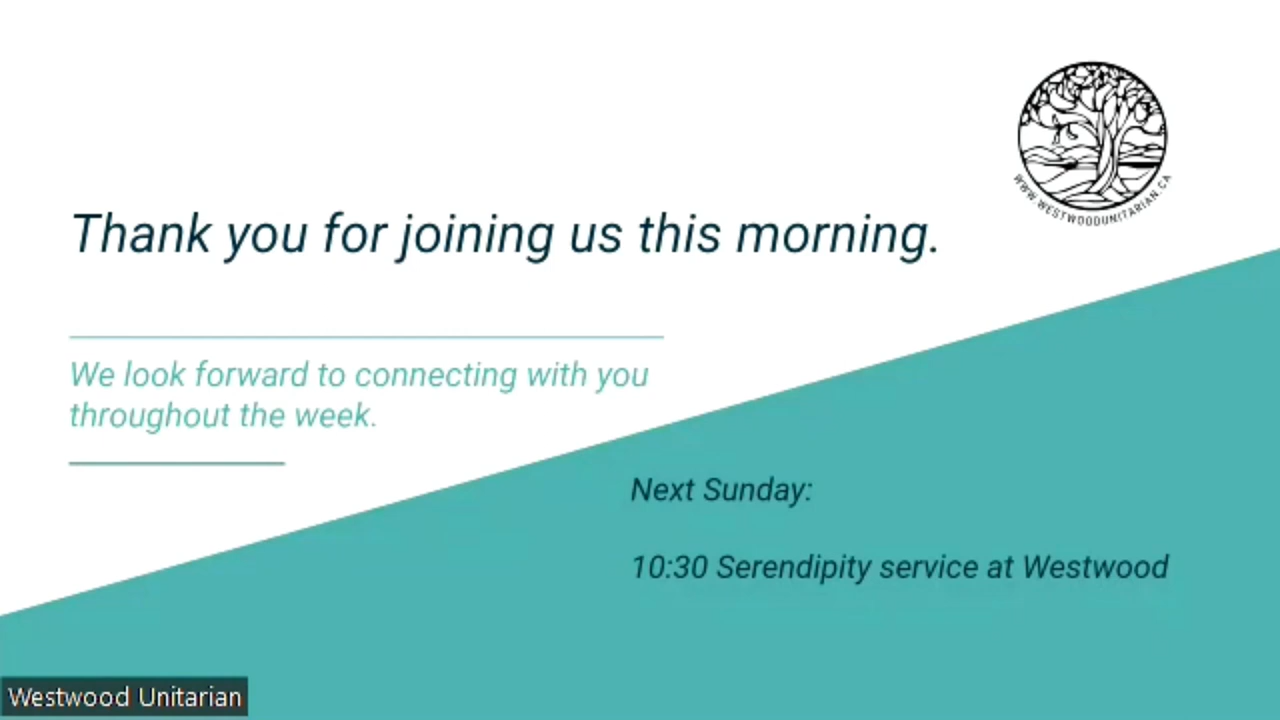 WWW.WESTWOODUNITARIAN.CA
Thank you for joining us this morning.
We look forward to connecting with you
throughout the week.
Next Sunday:
10:30 Serendipity service at Westwood
Westwood Unitarian